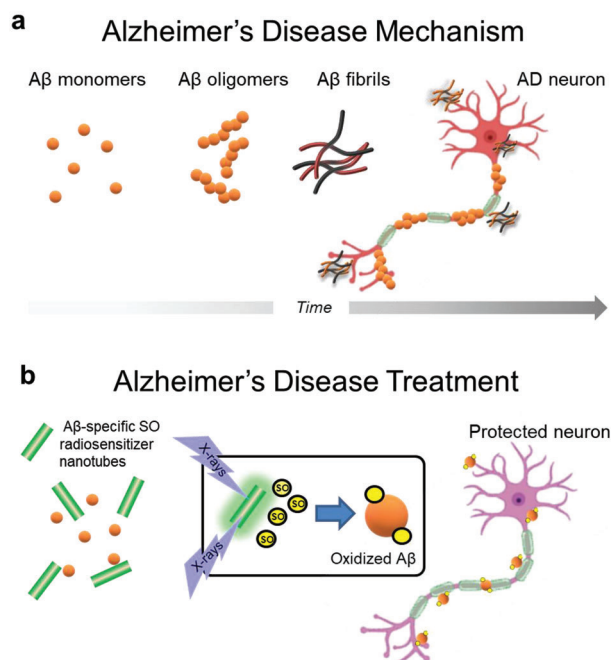 a
Alzheimer’s Disease Mechanism
Aβ monomers
Aβ oligomers
Aβ fibrils
AD neuron
Time
b
Alzheimer’s Disease Treatment
Aβ-specific SO
radiosensitizer
nanotubes
X-rays
X-rays
SO
SO
SO
SO
SO
Oxidized Aβ
Protected neuron